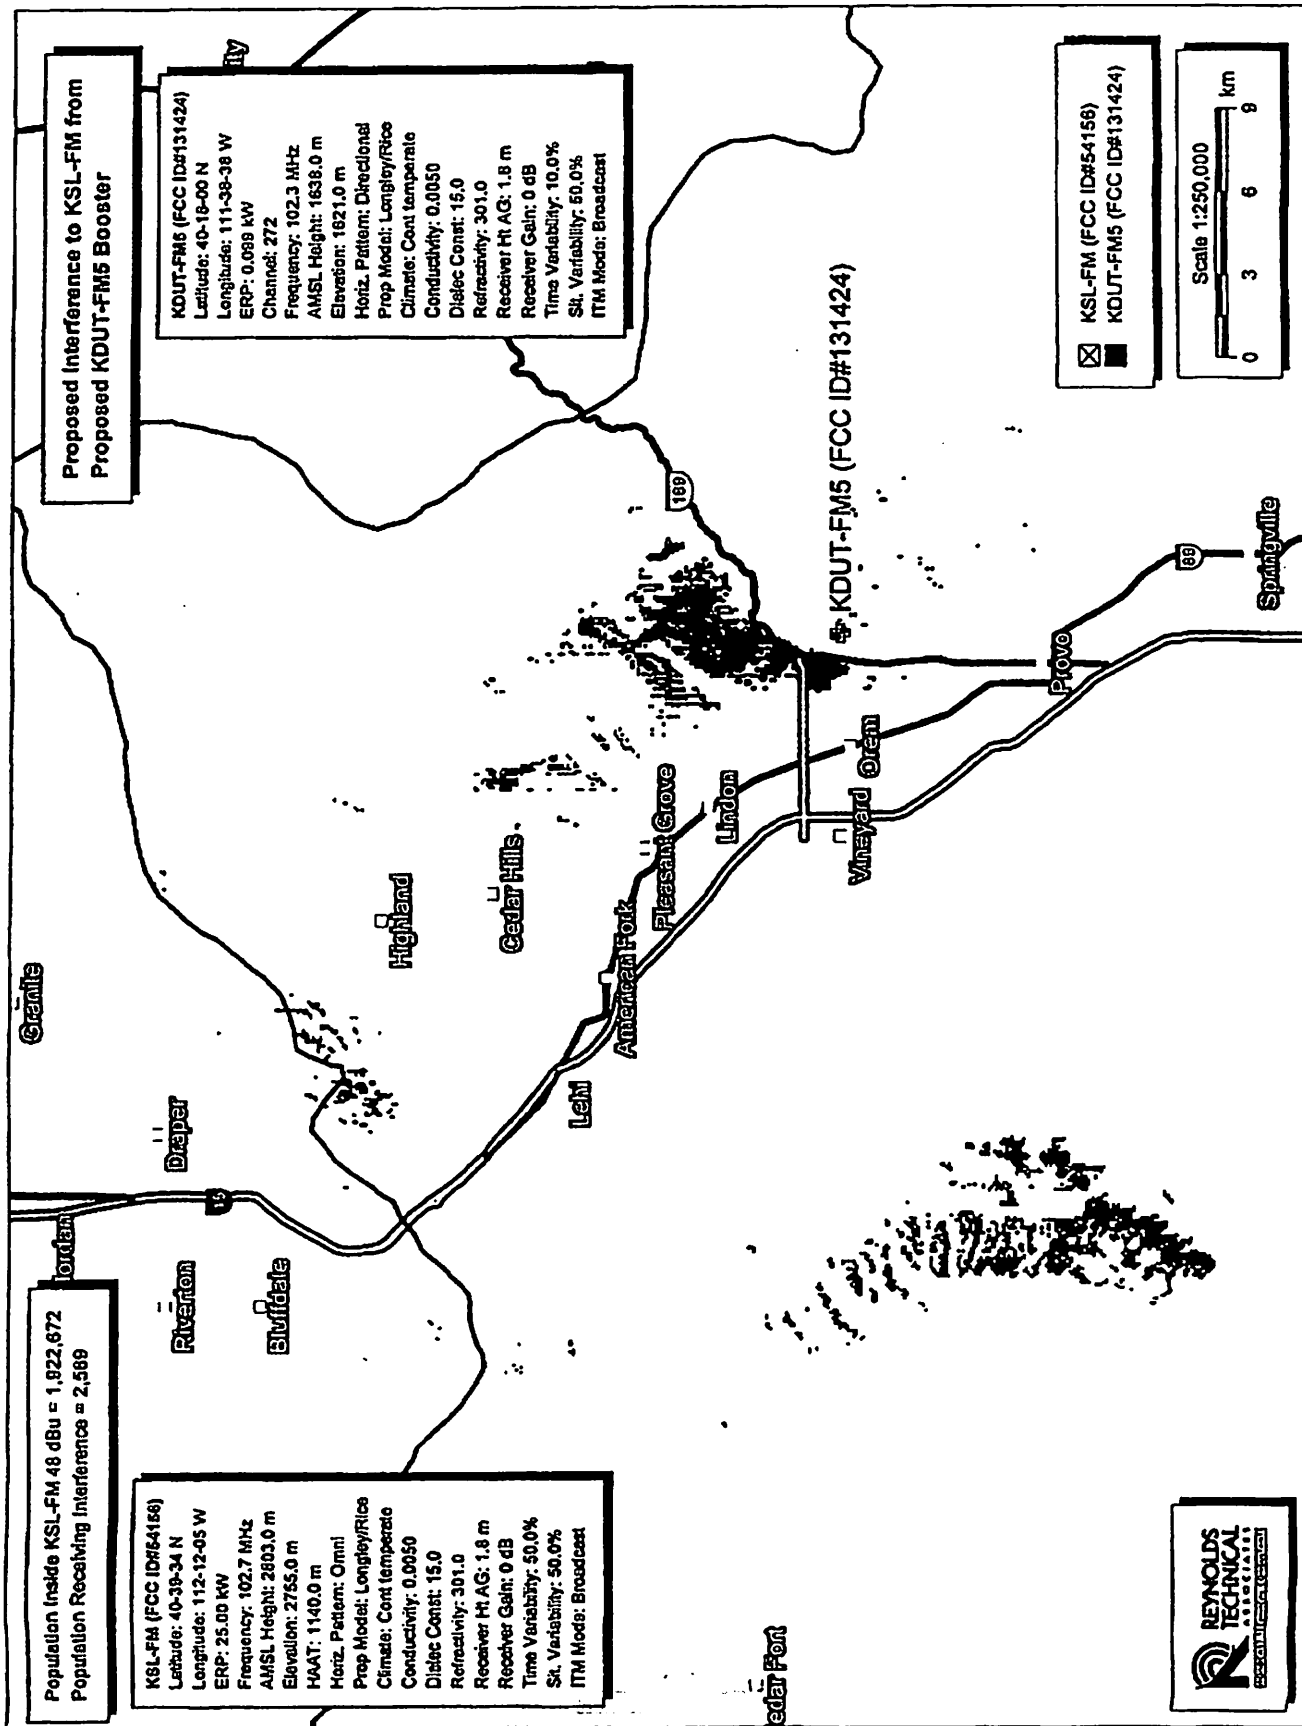 Population Inside KSL-FM 48 dBu = 1,822,672
Population Receiving Interference = 2,589
Proposed Interference to KSL-FM from
Proposed KDUT-FM5 Booster
KSL-FM (FCC ID#54156)
Latitude: 40-39-34 N
Longitude: 112-12-05 W
ERP: 25.00 kW
Frequency: 102.7 MHz
AMSL Height: 2803.0 m
Elevation: 2755.0 m
HAAT: 1140.0 m
Horiz. Pattern: Omni
Prop Model: Longley/Rice
Climate: Cont temperate
Conductivity: 0.0050
Dielec Const: 15.0
Refractivity: 301.0
Receiver Ht AG: 1.8 m
Receiver Gain: 0 dB
Time Variability: 50.0%
Sit. Variability: 50.0%
ITM Mode: Broadcast
KDUT-FM5 (FCC ID#131424)
Latitude: 40-18-00 N
Longitude: 111-38-38 W
ERP: 0.099 kW
Channel: 272
Frequency: 102.3 MHz
AMSL Height: 1638.0 m
Elevation: 1621.0 m
Horiz. Pattern: Directional
Prop Model: Longley/Rice
Climate: Cont temperate
Conductivity: 0.0050
Dielec Const: 15.0
Refractivity: 301.0
Receiver Ht AG: 1.8 m
Receiver Gain: 0 dB
Time Variability: 10.0%
Sit. Variability: 50.0%
ITM Mode: Broadcast
ity
Jordan
Granite
Draper
Riverton
Bluffdale
15
Highland
Cedar Hills
Lehi
American Fork
Pleasant Grove
Lindon
189
KDUT-FM5 (FCC ID#131424)
Vineyard
Orem
Provo
89
Springville
edar Fort
REYNOLDS
TECHNICAL
ASSOCIATES
KSL-FM (FCC ID#54156)
KDUT-FM5 (FCC ID#131424)
Scale 1:250,000
0 3 6 9 km